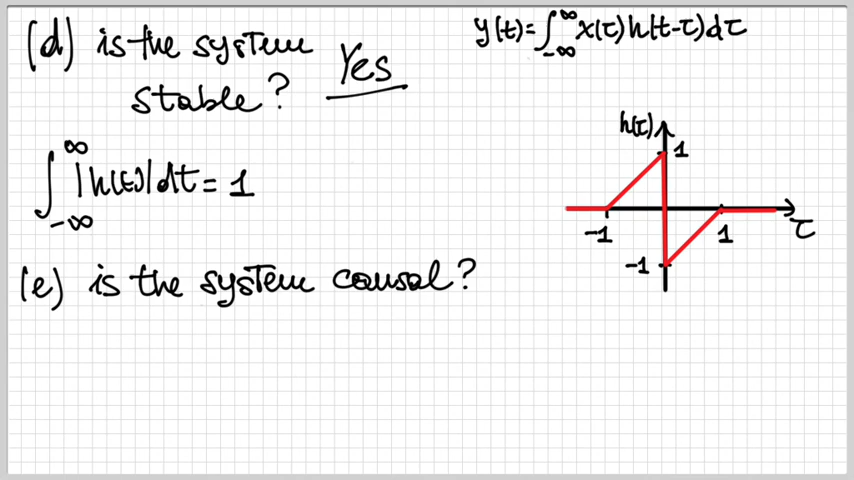 (d) is the system
stable? Yes
∫_{-∞}^{∞} |h(t)|dt = 1
(e) is the system causal?
y(t)=∫_{-∞}^{∞} x(τ)h(t-τ)dτ
h(τ)
1
-1 1 τ
-1